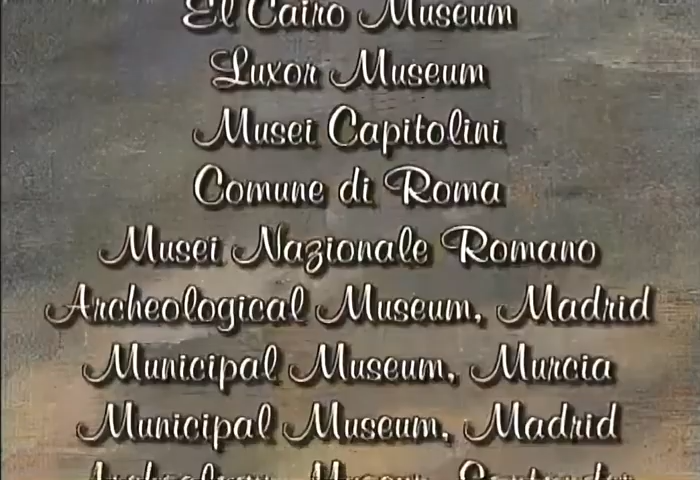 El Cairo Museum
Luxor Museum
Musei Capitolini
Comune di Roma
Musei Nazionale Romano
Archeological Museum, Madrid
Municipal Museum, Murcia
Municipal Museum, Madrid